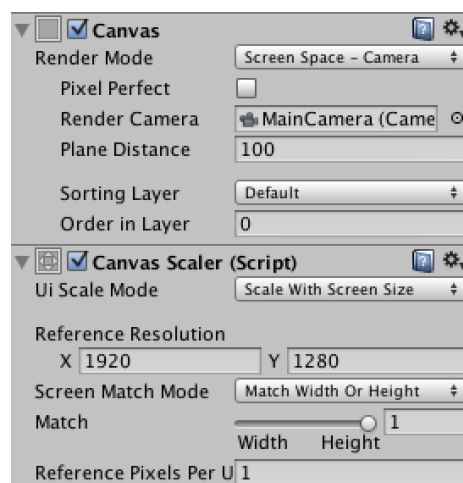 Canvas
Render Mode Screen Space – Camera
Pixel Perfect
Render Camera MainCamera (Came
Plane Distance 100
Sorting Layer Default
Order in Layer 0
Canvas Scaler (Script)
Ui Scale Mode Scale With Screen Size
Reference Resolution
X 1920 Y 1280
Screen Match Mode Match Width Or Height
Match 1
Width Height
Reference Pixels Per U 1